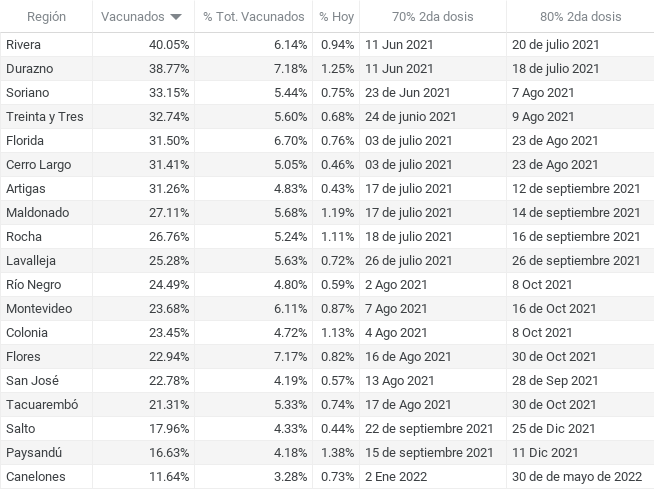 Región Vacunados % Tot. Vacunados % Hoy 70% 2da dosis 80% 2da dosis
Rivera 40.05% 6.14% 0.94% 11 Jun 2021 20 de julio 2021
Durazno 38.77% 7.18% 1.25% 11 Jun 2021 18 de julio 2021
Soriano 33.15% 5.44% 0.75% 23 de Jun 2021 7 Ago 2021
Treinta y Tres 32.74% 5.60% 0.68% 24 de junio 2021 9 Ago 2021
Florida 31.50% 6.70% 0.76% 03 de julio 2021 23 de Ago 2021
Cerro Largo 31.41% 5.05% 0.46% 03 de julio 2021 23 de Ago 2021
Artigas 31.26% 4.83% 0.43% 17 de julio 2021 12 de septiembre 2021
Maldonado 27.11% 5.68% 1.19% 17 de julio 2021 14 de septiembre 2021
Rocha 26.76% 5.24% 1.11% 18 de julio 2021 16 de septiembre 2021
Lavalleja 25.28% 5.63% 0.72% 26 de julio 2021 26 de septiembre 2021
Río Negro 24.49% 4.80% 0.59% 2 Ago 2021 8 Oct 2021
Montevideo 23.68% 6.11% 0.87% 7 Ago 2021 16 de Oct 2021
Colonia 23.45% 4.72% 1.13% 4 Ago 2021 8 Oct 2021
Flores 22.94% 7.17% 0.82% 16 de Ago 2021 30 de Oct 2021
San José 22.78% 4.19% 0.57% 13 Ago 2021 28 de Sep 2021
Tacuarembó 21.31% 5.33% 0.74% 17 de Ago 2021 30 de Oct 2021
Salto 17.96% 4.33% 0.44% 22 de septiembre 2021 25 de Dic 2021
Paysandú 16.63% 4.18% 1.38% 15 de septiembre 2021 11 Dic 2021
Canelones 11.64% 3.28% 0.73% 2 Ene 2022 30 de de mayo de 2022